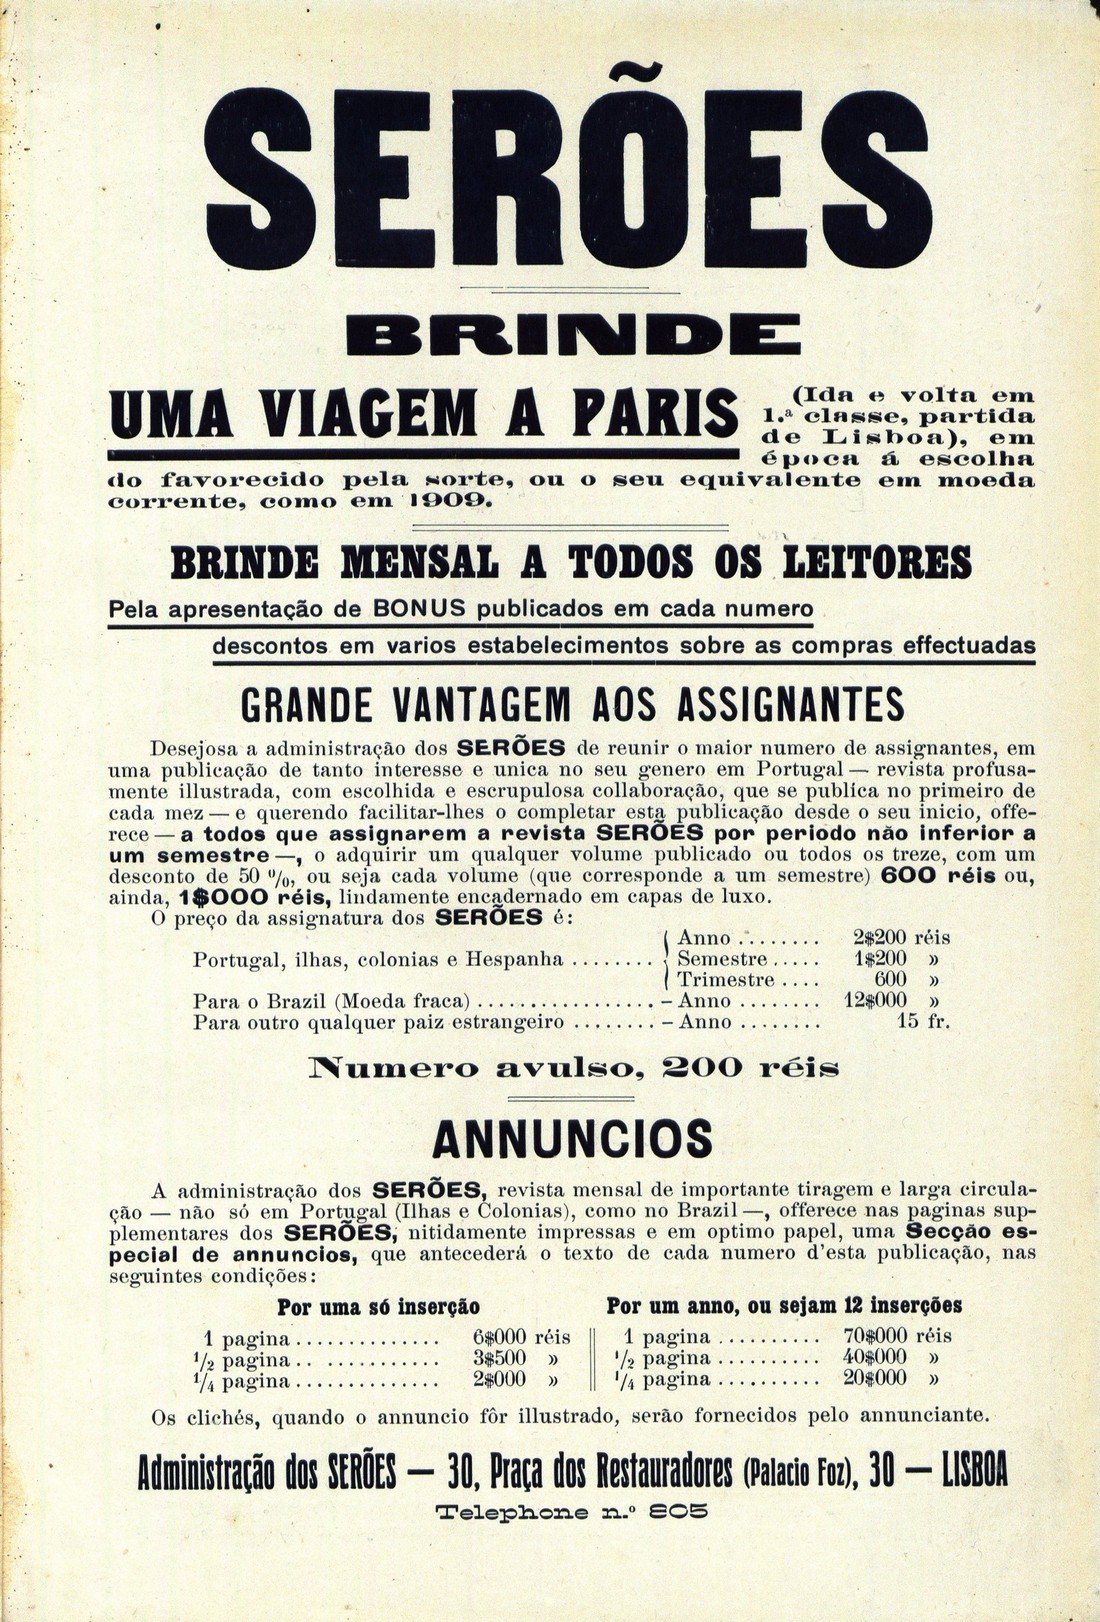 SERÕES
BRINDE
UMA VIAGEM A PARIS
(Ida e volta em
1.ª classe, partida
de Lisboa), em
época á escolha
do favorecido pela sorte, ou o seu equivalente em moeda
corrente, como em 1909.
BRINDE MENSAL A TODOS OS LEITORES
Pela apresentação de BONUS publicados em cada numero
descontos em varios estabelecimentos sobre as compras effectuadas
GRANDE VANTAGEM AOS ASSIGNANTES
Desejosa a administração dos SERÕES de reunir o maior numero de assignantes, em
uma publicação de tanto interesse e unica no seu genero em Portugal — revista profusa-
mente illustrada, com escolhida e escrupulosa collaboração, que se publica no primeiro de
cada mez — e querendo facilitar-lhes o completar esta publicação desde o seu inicio, offe-
rece — a todos que assignarem a revista SERÕES por periodo não inferior a
um semestre —, o adquirir um qualquer volume publicado ou todos os treze, com um
desconto de 50 %, ou seja cada volume (que corresponde a um semestre) 600 réis ou,
ainda, 1$000 réis, lindamente encadernado em capas de luxo.
O preço da assignatura dos SERÕES é:
Anno ........ 2$200 réis
Portugal, ilhas, colonias e Hespanha ........ Semestre ..... 1$200 »
Trimestre .... 600 »
Para o Brazil (Moeda fraca) ................ – Anno ........ 12$000 »
Para outro qualquer paiz estrangeiro ........ – Anno ........ 15 fr.
Numero avulso, 200 réis
ANNUNCIOS
A administração dos SERÕES, revista mensal de importante tiragem e larga circula-
ção — não só em Portugal (Ilhas e Colonias), como no Brazil —, offerece nas paginas sup-
plementares dos SERÕES, nitidamente impressas e em optimo papel, uma Secção es-
pecial de annuncios, que antecederá o texto de cada numero d'esta publicação, nas
seguintes condições:
Por uma só inserção
1 pagina .............. 6$000 réis
1/2 pagina .. ........... 3$500 »
1/4 pagina .............. 2$000 »
Por um anno, ou sejam 12 inserções
1 pagina .......... 70$000 réis
1/2 pagina .......... 40$000 »
1/4 pagina .......... 20$000 »
Os clichés, quando o annuncio fôr illustrado, serão fornecidos pelo annunciante.
Administração dos SERÕES — 30, Praça dos Restauradores (Palacio Foz), 30 — LISBOA
Telephone n.º 805